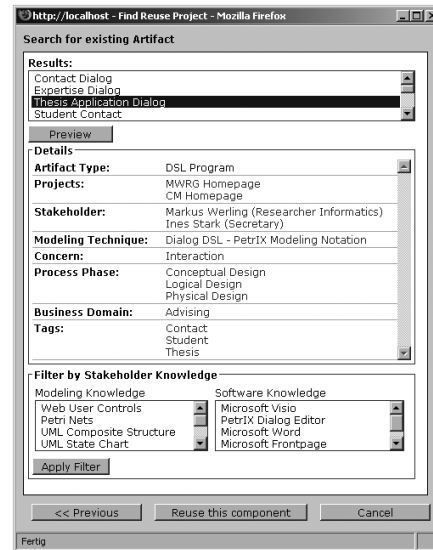 http://localhost - Find Reuse Project - Mozilla Firefox
Search for existing Artifact
Results:
Contact Dialog
Expertise Dialog
Thesis Application Dialog
Student Contact
Preview
Details
Artifact Type: DSL Program
Projects: MWRG Homepage
CM Homepage
Stakeholder: Markus Werling (Researcher Informatics)
Ines Stark (Secretary)
Modeling Technique: Dialog DSL - PetrIX Modeling Notation
Concern: Interaction
Process Phase: Conceptual Design
Logical Design
Physical Design
Business Domain: Advising
Tags: Contact
Student
Thesis
Filter by Stakeholder Knowledge
Modeling Knowledge Software Knowledge
Web User Controls Microsoft Visio
Petri Nets PetrIX Dialog Editor
UML Composite Structure Microsoft Word
UML State Chart Microsoft Frontpage
Apply Filter
<< Previous Reuse this component Cancel
Fertig